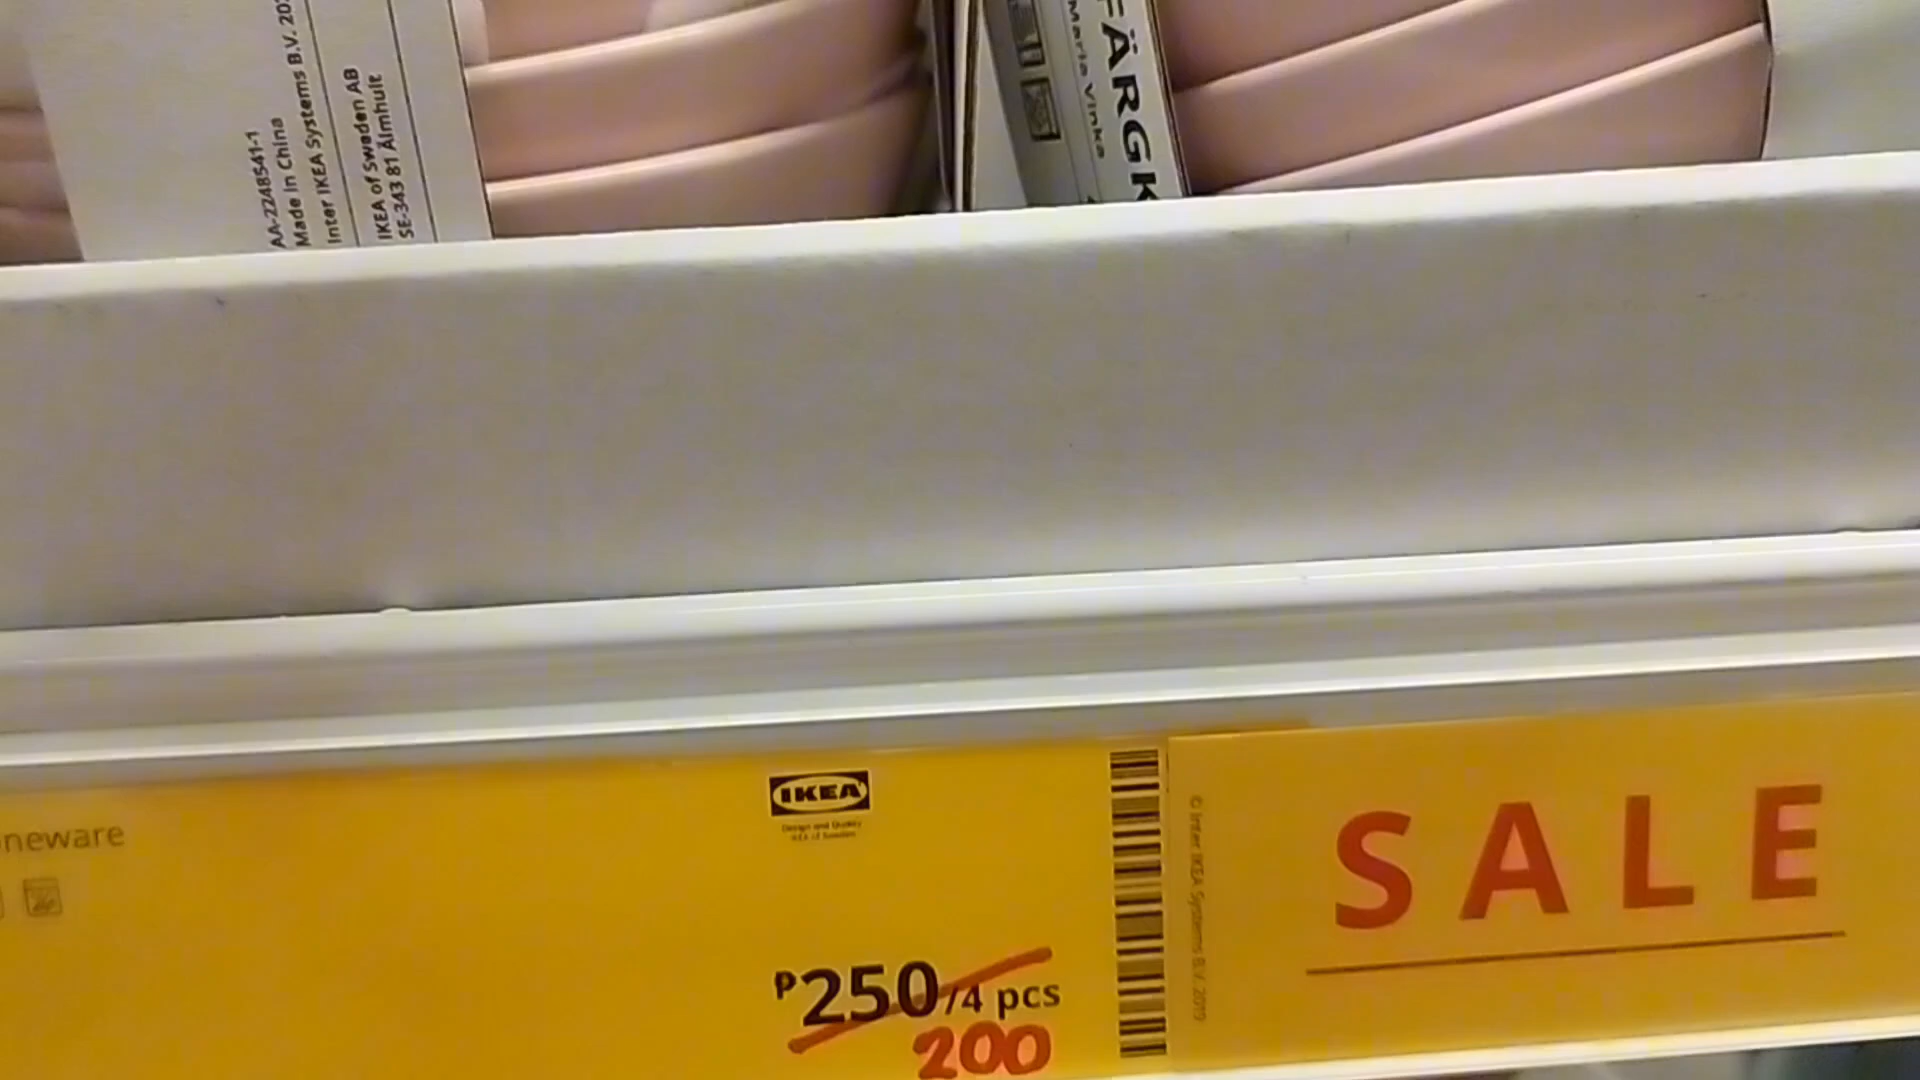 AA-2248541-1
Made in China
Inter IKEA Systems B.V.
IKEA of Sweden AB
SE-343 81 Älmhult
FÄRGK
Maria Vinka
neware
IKEA
Design and Quality
IKEA of Sweden
₱250/4 pcs
200
© Inter IKEA Systems B.V. 2019
SALE